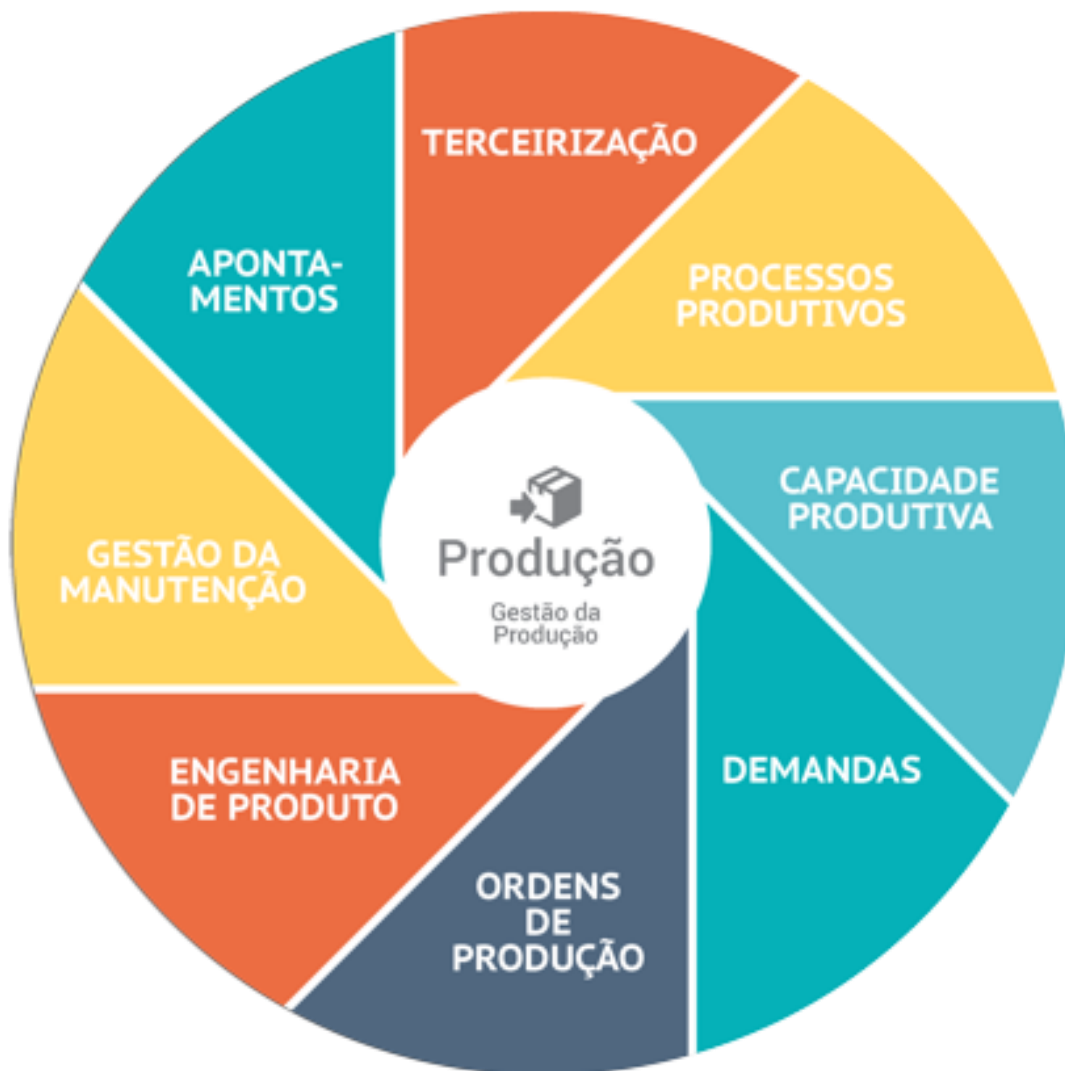 TERCEIRIZAÇÃO
PROCESSOS
PRODUTIVOS
CAPACIDADE
PRODUTIVA
DEMANDAS
ORDENS
DE
PRODUÇÃO
ENGENHARIA
DE PRODUTO
GESTÃO DA
MANUTENÇÃO
APONTA-
MENTOS
Produção
Gestão da
Produção